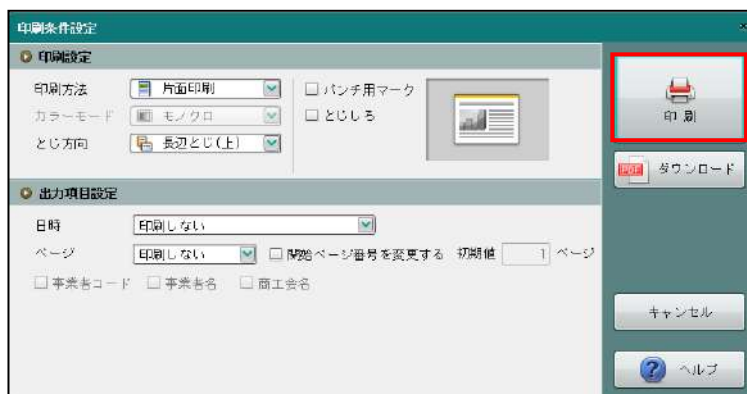 印刷条件設定
印刷設定
印刷方法 片面印刷 パンチ用マーク
カラーモード モノクロ とじしろ
とじ方向 長辺とじ(上)
印刷
PDF ダウンロード
出力項目設定
日時 印刷しない
ページ 印刷しない 開始ページ番号を変更する 初期値 1 ページ
事業者コード 事業者名 商工会名
キャンセル
ヘルプ